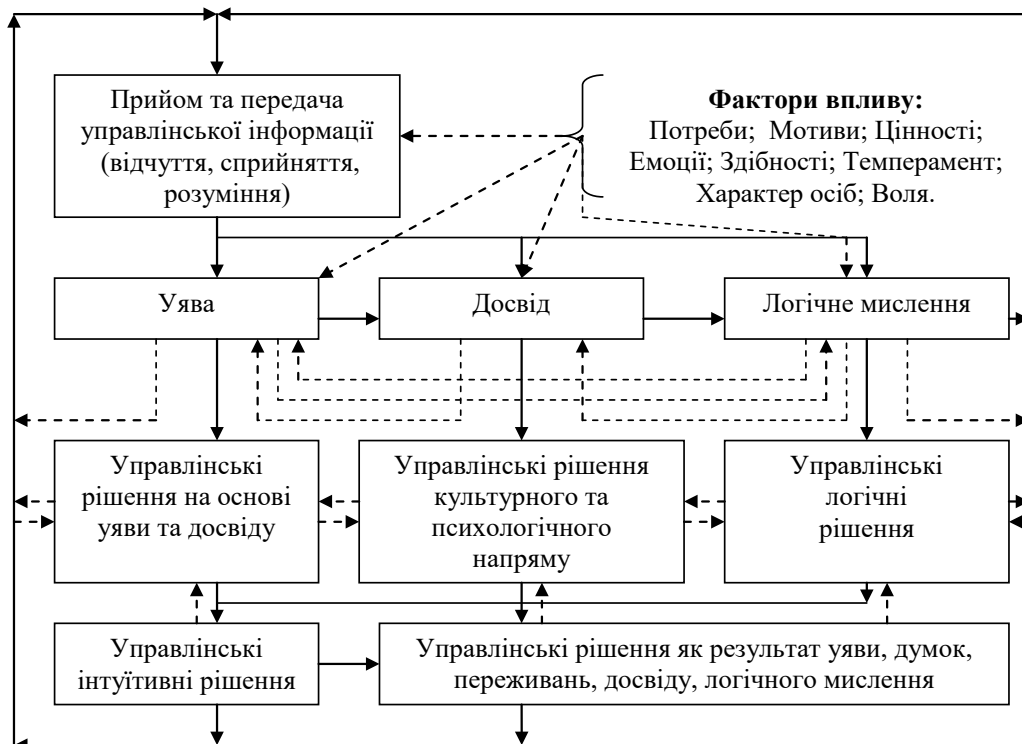 Прийом та передача
управлінської інформації
(відчуття, сприйняття,
розуміння)
Фактори впливу:
Потреби; Мотиви; Цінності;
Емоції; Здібності; Темперамент;
Характер осіб; Воля.
Уява
Досвід
Логічне мислення
Управлінські
рішення на основі
уяви та досвіду
Управлінські рішення
культурного та
психологічного
напряму
Управлінські
логічні
рішення
Управлінські
інтуїтивні рішення
Управлінські рішення як результат уяви, думок,
переживань, досвіду, логічного мислення